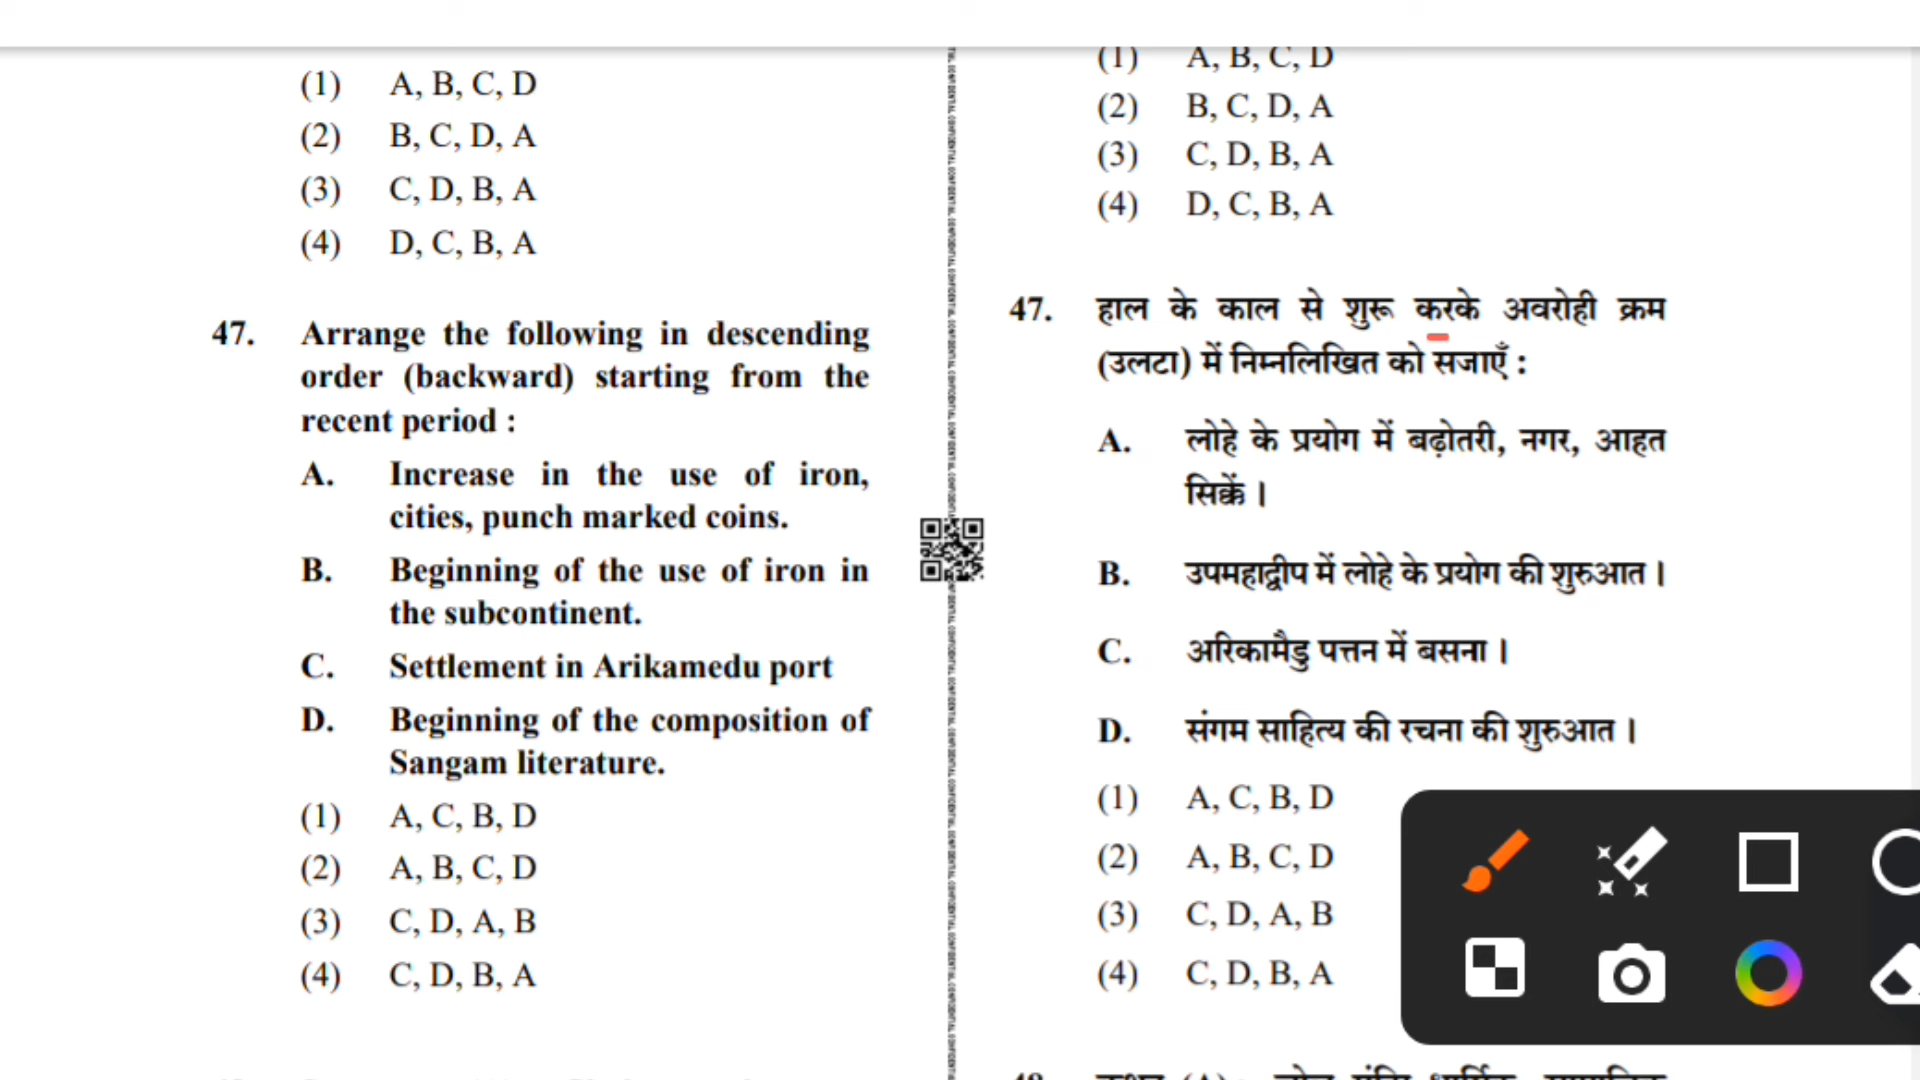 (1) A, B, C, D
(2) B, C, D, A
(3) C, D, B, A
(4) D, C, B, A
47. Arrange the following in descending
order (backward) starting from the
recent period :
A. Increase in the use of iron,
cities, punch marked coins.
B. Beginning of the use of iron in
the subcontinent.
C. Settlement in Arikamedu port
D. Beginning of the composition of
Sangam literature.
(1) A, C, B, D
(2) A, B, C, D
(3) C, D, A, B
(4) C, D, B, A
(1) A, B, C, D
(2) B, C, D, A
(3) C, D, B, A
(4) D, C, B, A
47. हाल के काल से शुरू करके अवरोही क्रम
(उलटा) में निम्नलिखित को सजाएँ :
A. लोहे के प्रयोग में बढ़ोतरी, नगर, आहत
सिक्कें ।
B. उपमहाद्वीप में लोहे के प्रयोग की शुरुआत ।
C. अरिकामैडु पत्तन में बसना ।
D. संगम साहित्य की रचना की शुरुआत ।
(1) A, C, B, D
(2) A, B, C, D
(3) C, D, A, B
(4) C, D, B, A